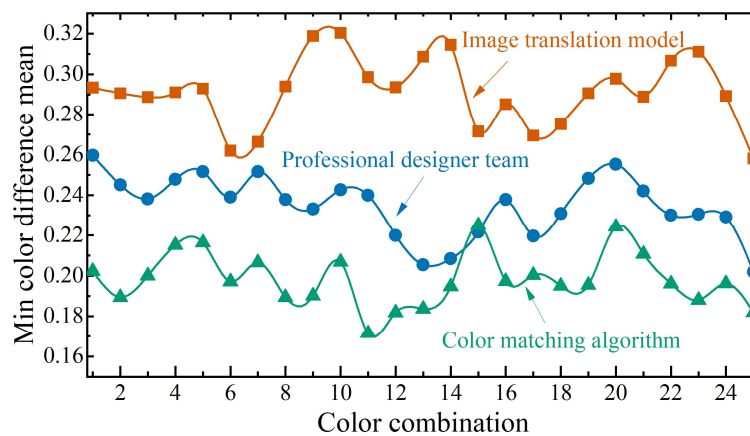 Min color difference mean
0.32
0.30
0.28
0.26
0.24
0.22
0.20
0.18
0.16
Image translation model
Professional designer team
Color matching algorithm
2 4 6 8 10 12 14 16 18 20 22 24
Color combination